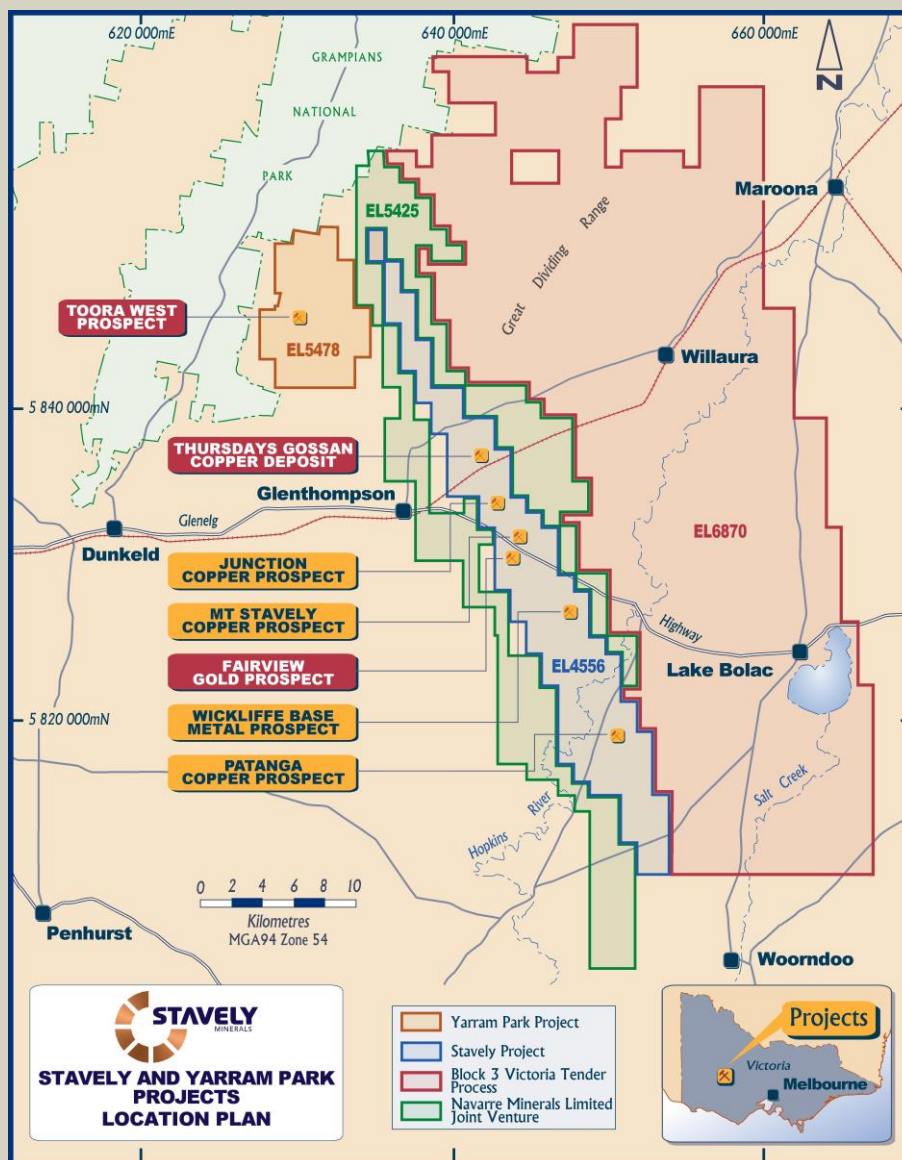 620 000mE
640 000mE
660 000mE
GRAMPIANS
NATIONAL
PARK
N
EL5425
Maroona
Great Dividing Range
TOORA WEST
PROSPECT
EL5478
Willaura
5 840 000mN
THURSDAYS GOSSAN
COPPER DEPOSIT
Glenthompson
Glenelg
Dunkeld
EL6870
JUNCTION
COPPER PROSPECT
MT STAVELY
COPPER PROSPECT
Highway
FAIRVIEW
GOLD PROSPECT
EL4556
Lake Bolac
WICKLIFFE BASE
METAL PROSPECT
5 820 000mN
PATANGA
COPPER PROSPECT
Hopkins River
Salt Creek
0 2 4 6 8 10
Kilometres
MGA94 Zone 54
Penhurst
Woorndoo
STAVELY
MINERALS
STAVELY AND YARRAM PARK
PROJECTS
LOCATION PLAN
Yarram Park Project
Stavely Project
Block 3 Victoria Tender
Process
Navarre Minerals Limited
Joint Venture
Projects
Victoria
Melbourne